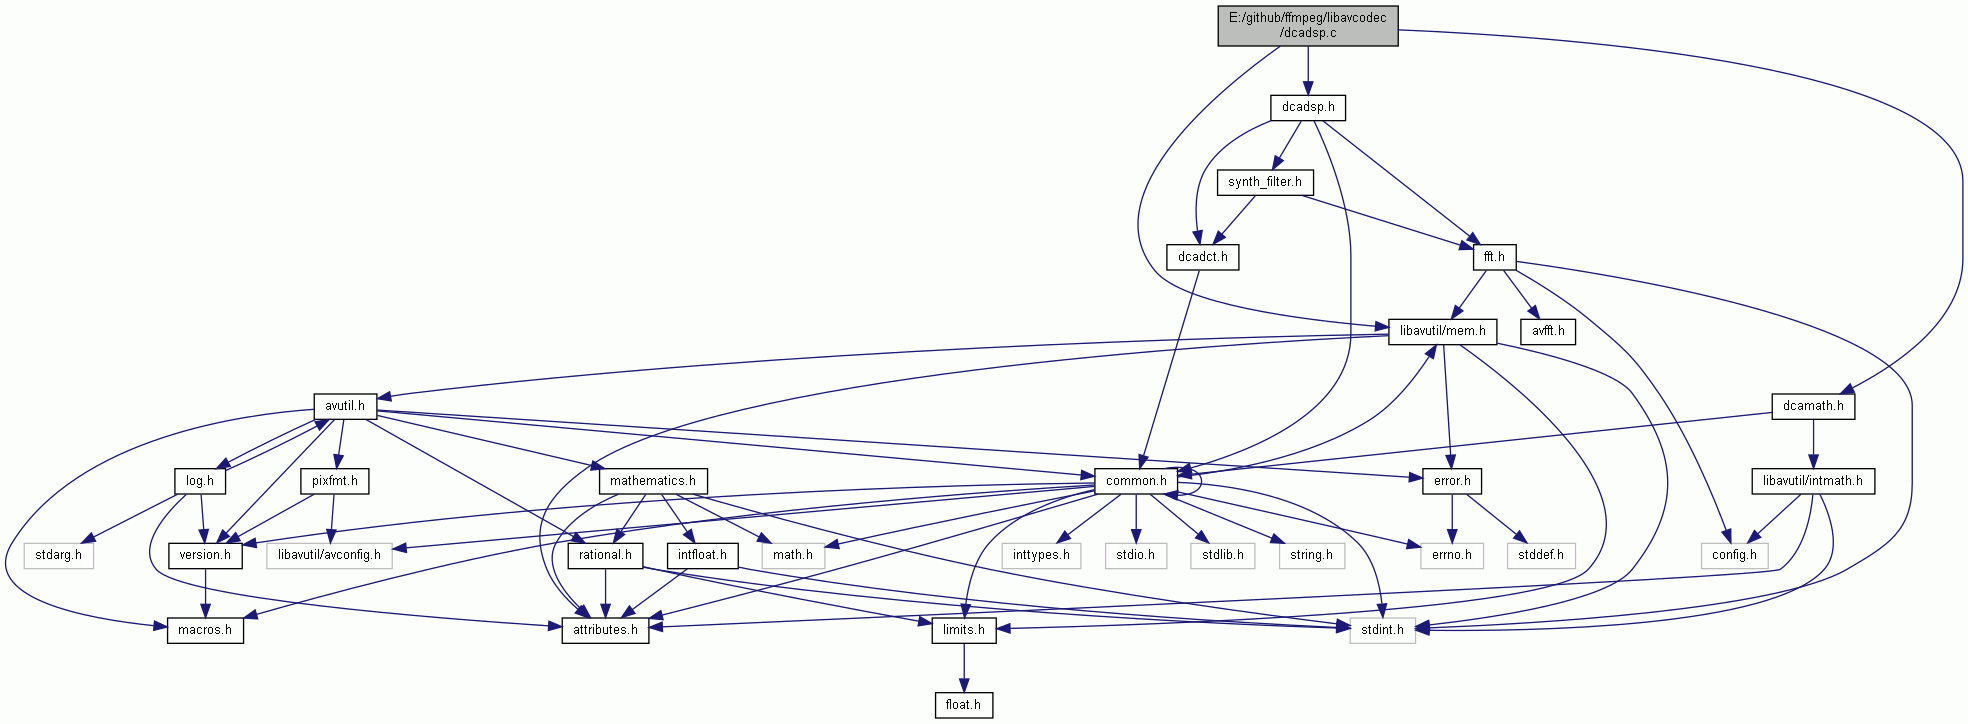 E:/github/ffmpeg/libavcodec
/dcadsp.c
dcadsp.h
synth_filter.h
dcadct.h
fft.h
libavutil/mem.h
avfft.h
avutil.h
dcamath.h
log.h
pixfmt.h
mathematics.h
common.h
error.h
libavutil/intmath.h
stdarg.h
version.h
libavutil/avconfig.h
rational.h
intfloat.h
math.h
inttypes.h
stdio.h
stdlib.h
string.h
errno.h
stddef.h
config.h
macros.h
attributes.h
limits.h
stdint.h
float.h